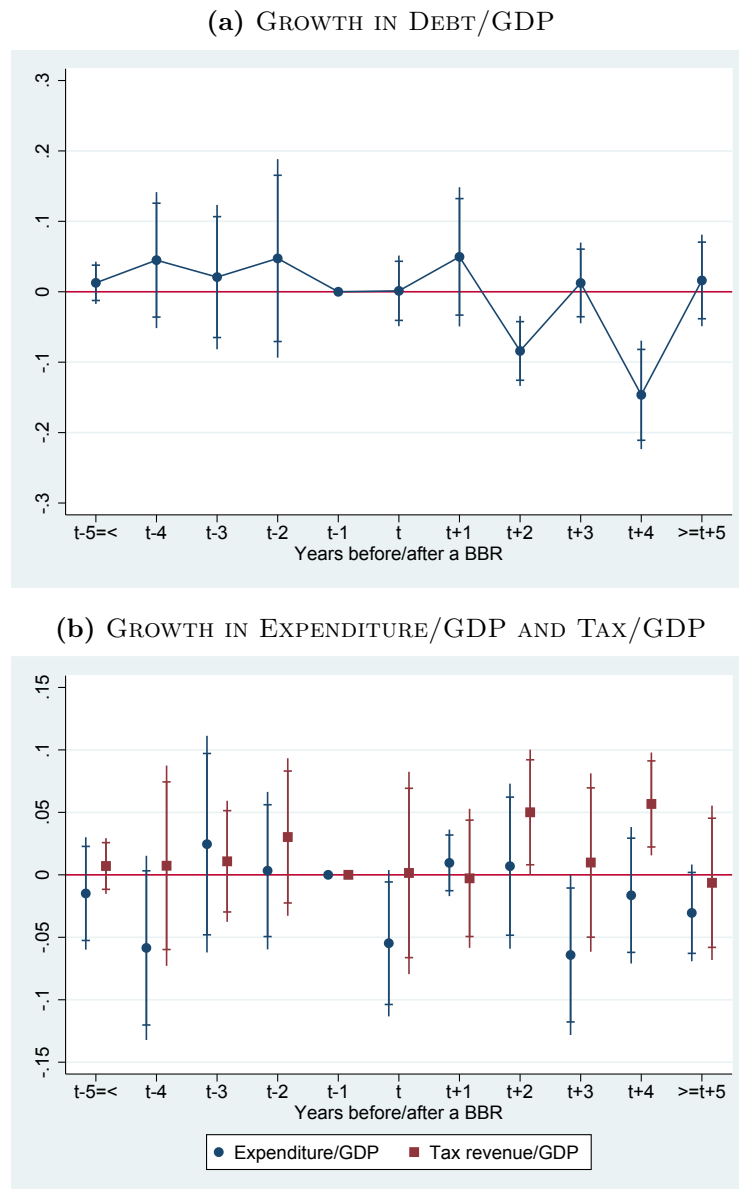 (a) GROWTH IN DEBT/GDP
.3
.2
.1
0
-.1
-.2
-.3
t-5=< t-4 t-3 t-2 t-1 t t+1 t+2 t+3 t+4 >=t+5
Years before/after a BBR
(b) GROWTH IN EXPENDITURE/GDP AND TAX/GDP
.15
.1
.05
0
-.05
-.1
-.15
t-5=< t-4 t-3 t-2 t-1 t t+1 t+2 t+3 t+4 >=t+5
Years before/after a BBR
Expenditure/GDP Tax revenue/GDP